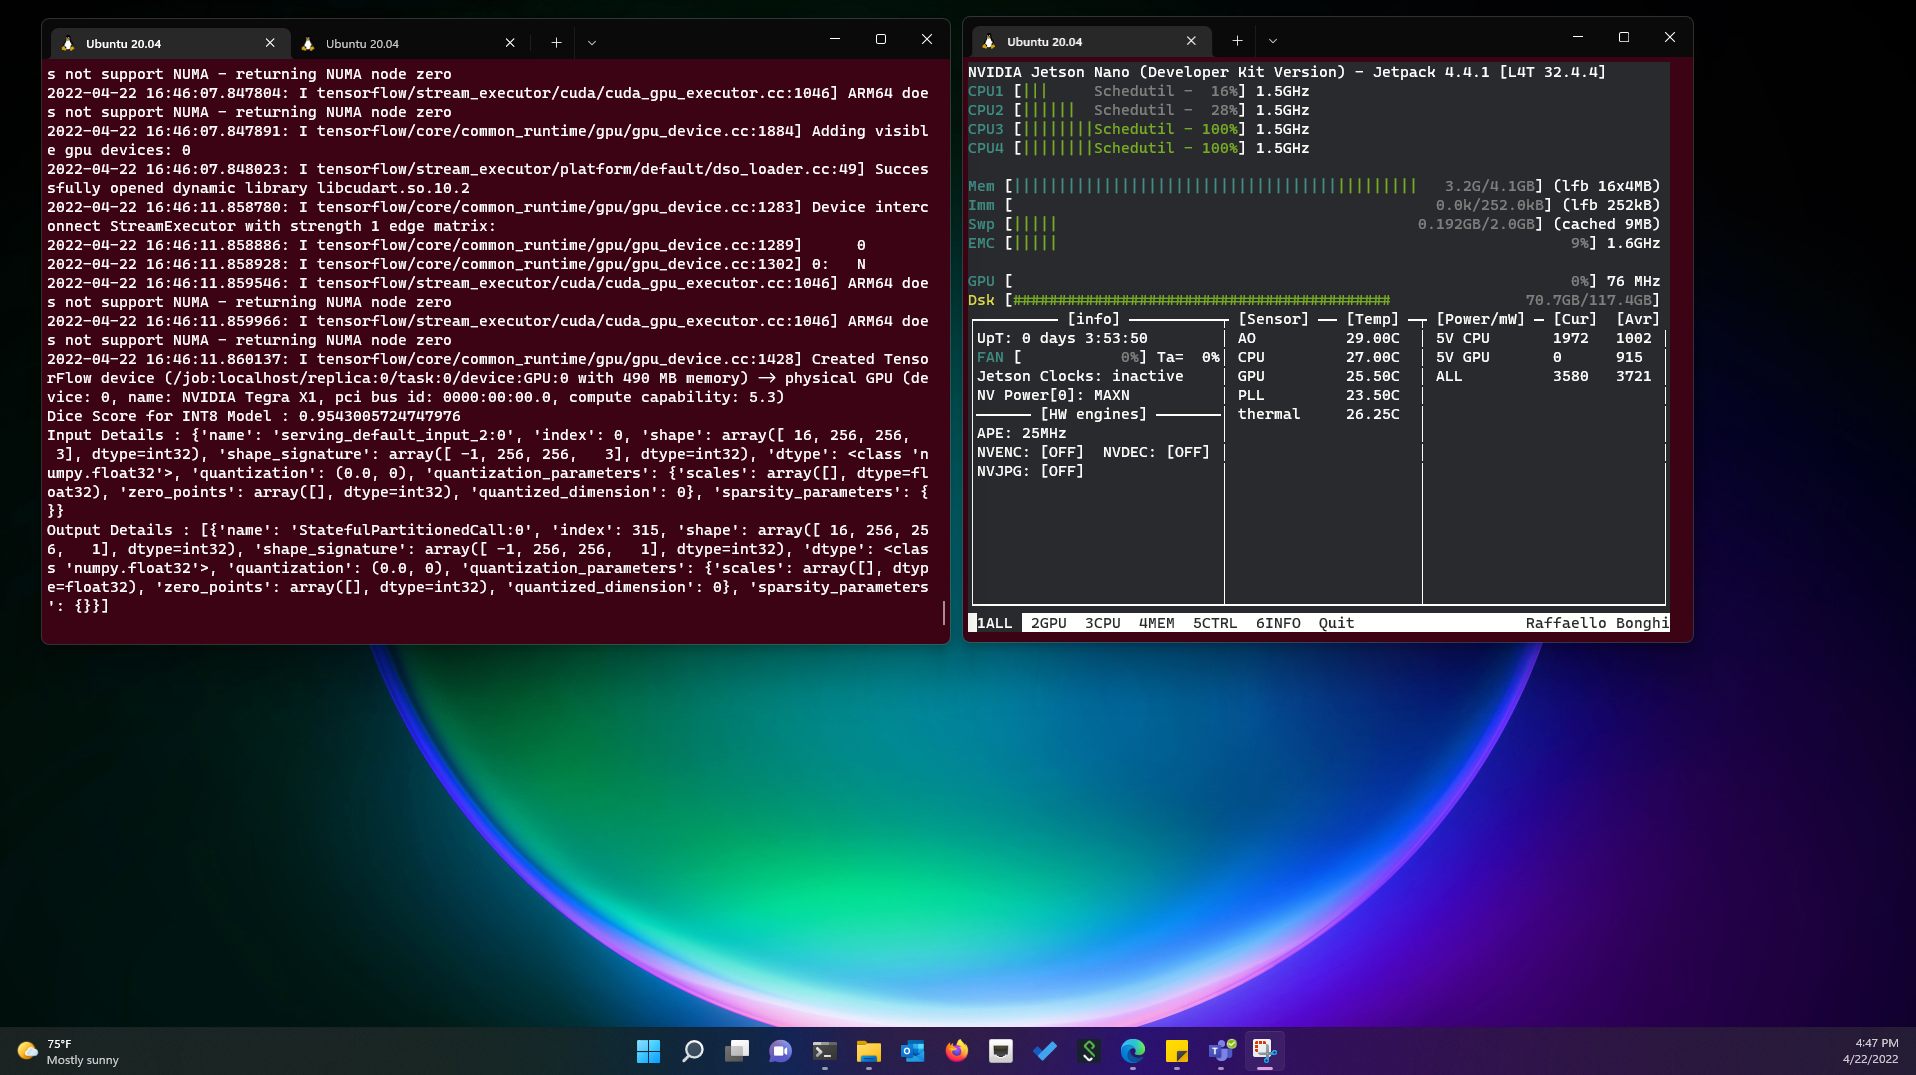 Ubuntu 20.04
Ubuntu 20.04
s not support NUMA - returning NUMA node zero
2022-04-22 16:46:07.847804: I tensorflow/stream_executor/cuda/cuda_gpu_executor.cc:1046] ARM64 doe
s not support NUMA - returning NUMA node zero
2022-04-22 16:46:07.847891: I tensorflow/core/common_runtime/gpu/gpu_device.cc:1884] Adding visibl
e gpu devices: 0
2022-04-22 16:46:07.848023: I tensorflow/stream_executor/platform/default/dso_loader.cc:49] Succes
sfully opened dynamic library libcudart.so.10.2
2022-04-22 16:46:11.858780: I tensorflow/core/common_runtime/gpu/gpu_device.cc:1283] Device interc
onnect StreamExecutor with strength 1 edge matrix:
2022-04-22 16:46:11.858886: I tensorflow/core/common_runtime/gpu/gpu_device.cc:1289]      0
2022-04-22 16:46:11.858928: I tensorflow/core/common_runtime/gpu/gpu_device.cc:1302] 0:   N
2022-04-22 16:46:11.859546: I tensorflow/stream_executor/cuda/cuda_gpu_executor.cc:1046] ARM64 doe
s not support NUMA - returning NUMA node zero
2022-04-22 16:46:11.859966: I tensorflow/stream_executor/cuda/cuda_gpu_executor.cc:1046] ARM64 doe
s not support NUMA - returning NUMA node zero
2022-04-22 16:46:11.860137: I tensorflow/core/common_runtime/gpu/gpu_device.cc:1428] Created Tenso
rFlow device (/job:localhost/replica:0/task:0/device:GPU:0 with 490 MB memory) -> physical GPU (de
vice: 0, name: NVIDIA Tegra X1, pci bus id: 0000:00:00.0, compute capability: 5.3)
Dice Score for INT8 Model : 0.9543005724747976
Input Details : {'name': 'serving_default_input_2:0', 'index': 0, 'shape': array([ 16, 256, 256,
 3], dtype=int32), 'shape_signature': array([ -1, 256, 256,   3], dtype=int32), 'dtype': <class 'n
umpy.float32'>, 'quantization': (0.0, 0), 'quantization_parameters': {'scales': array([], dtype=fl
oat32), 'zero_points': array([], dtype=int32), 'quantized_dimension': 0}, 'sparsity_parameters': {
}}
Output Details : [{'name': 'StatefulPartitionedCall:0', 'index': 315, 'shape': array([ 16, 256, 25
6,   1], dtype=int32), 'shape_signature': array([ -1, 256, 256,   1], dtype=int32), 'dtype': <clas
s 'numpy.float32'>, 'quantization': (0.0, 0), 'quantization_parameters': {'scales': array([], dtyp
e=float32), 'zero_points': array([], dtype=int32), 'quantized_dimension': 0}, 'sparsity_parameters
': {}}]
Ubuntu 20.04
NVIDIA Jetson Nano (Developer Kit Version) - Jetpack 4.4.1 [L4T 32.4.4]
CPU1 [||| Schedutil - 16%] 1.5GHz
CPU2 [|||||| Schedutil - 28%] 1.5GHz
CPU3 [||||||||Schedutil - 100%] 1.5GHz
CPU4 [||||||||Schedutil - 100%] 1.5GHz
Mem [||||||||||||||||||||||||||||||||||||||||||||| 3.2G/4.1GB] (lfb 16x4MB)
Imm [ 0.0k/252.0kB] (lfb 252kB)
Swp [||||| 0.192GB/2.0GB] (cached 9MB)
EMC [||||| 9%] 1.6GHz
GPU [ 0%] 76 MHz
Dsk [########################################## 70.7GB/117.4GB]
[info] [Sensor] [Temp] [Power/mW] [Cur] [Avr]
UpT: 0 days 3:53:50 AO 29.00C 5V CPU 1972 1002
FAN [ 0%] Ta= 0% CPU 27.00C 5V GPU 0 915
Jetson Clocks: inactive GPU 25.50C ALL 3580 3721
NV Power[0]: MAXN PLL 23.50C
[HW engines] thermal 26.25C
APE: 25MHz
NVENC: [OFF] NVDEC: [OFF]
NVJPG: [OFF]
1ALL 2GPU 3CPU 4MEM 5CTRL 6INFO Quit Raffaello Bonghi
75°F
Mostly sunny
4:47 PM
4/22/2022